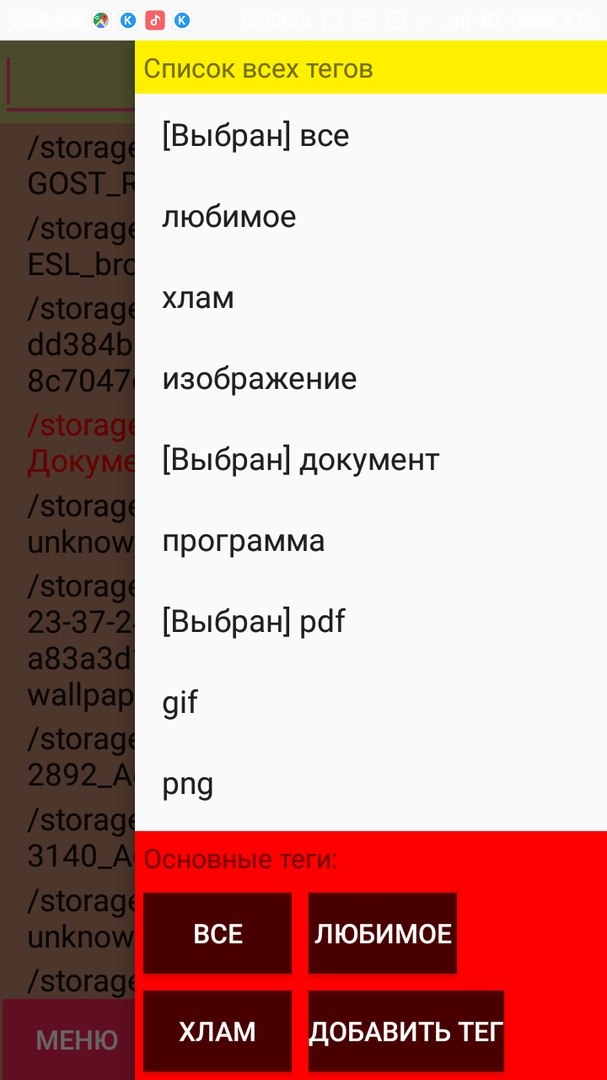 7:58 AM
0.00K/s
4G
87%
Список всех тегов
[Выбран] все
любимое
хлам
изображение
[Выбран] документ
программа
[Выбран] pdf
gif
png
Основные теги:
ВСЕ
ЛЮБИМОЕ
ХЛАМ
ДОБАВИТЬ ТЕГ
/storage
GOST_R
/storage
ESL_bro
/storage
dd384b
8c7047
/storage
Докуме
/storage
unknow
/storage
23-37-2
a83a3d
wallpap
/storage
2892_A
/storage
3140_A
/storage
unknow
/storage
МЕНЮ